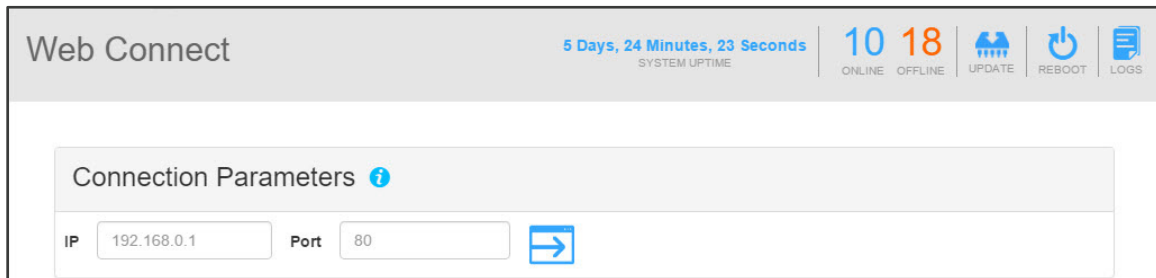 Web Connect
5 Days, 24 Minutes, 23 Seconds
SYSTEM UPTIME
10 18
ONLINE OFFLINE
UPDATE
REBOOT
LOGS
Connection Parameters i
IP 192.168.0.1 Port 80